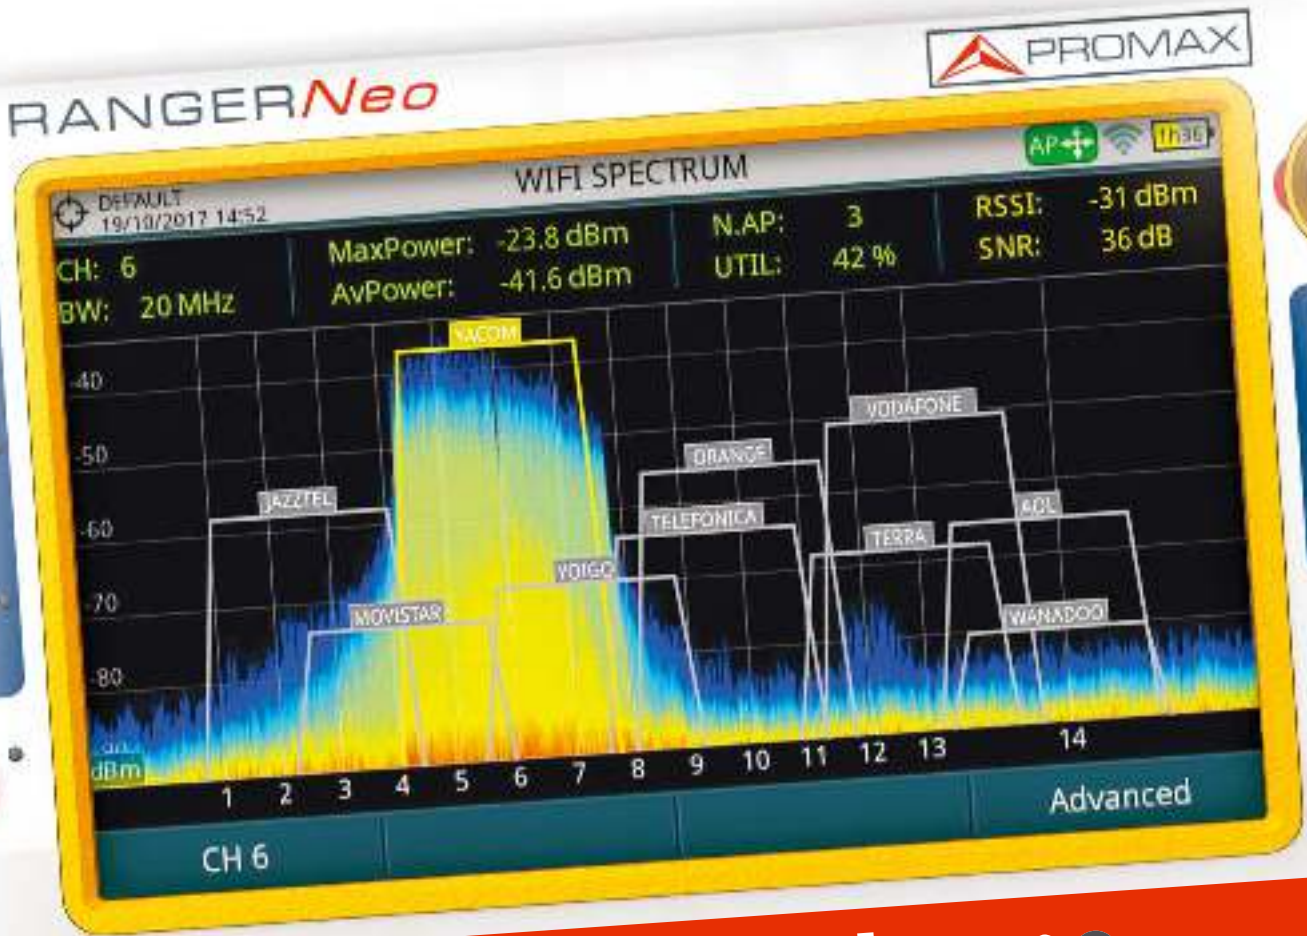 RANGERNeo
PROMAX
DEFAULT
19/10/2017 14:52
WIFI SPECTRUM
AP
1h36
CH: 6
BW: 20 MHz
MaxPower: -23.8 dBm
AvPower: -41.6 dBm
N.AP: 3
UTIL: 42 %
RSSI: -31 dBm
SNR: 36 dB
-40
-50
-60
-70
-80
-90
dBm
YACOM
VODAFONE
ORANGE
JAZZTEL
TELEFONICA
AOL
TERRA
YOIGO
MOVISTAR
WANADOO
1 2 3 4 5 6 7 8 9 10 11 12 13 14
CH 6
Advanced